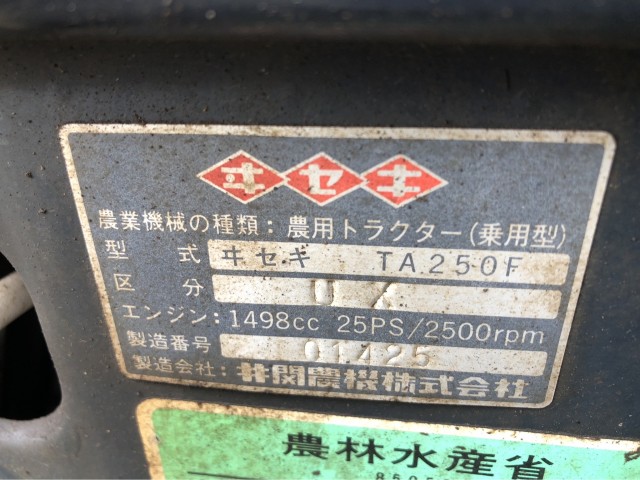 ヰセキ
農業機械の種類：農用トラクター(乗用型)
型式 ヰセキ TA250F
区分 UX
エンジン：1498cc 25PS/2500rpm
製造番号 01425
製造会社：井関農機株式会社
農林水産省